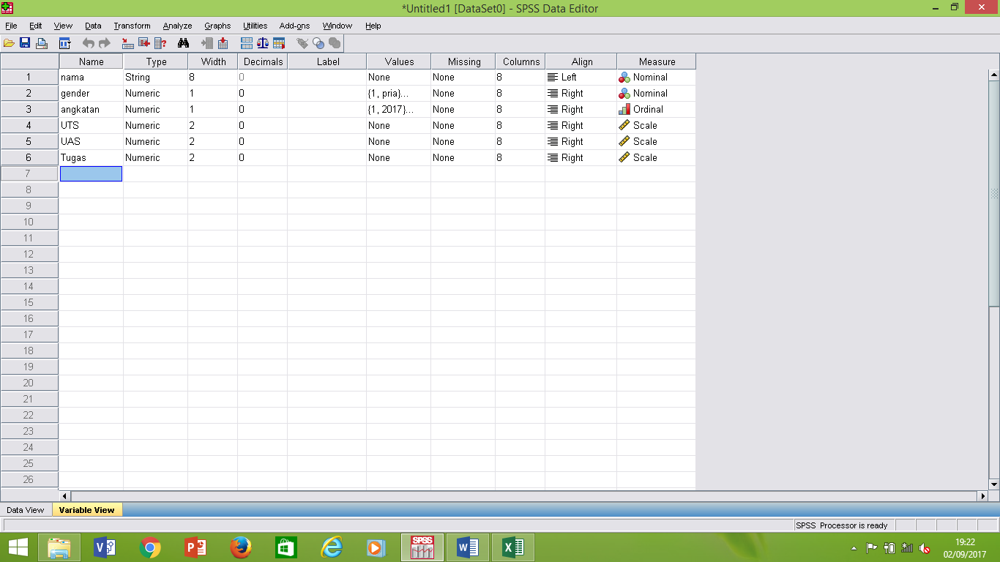 *Untitled1 [DataSet0] - SPSS Data Editor
File Edit View Data Transform Analyze Graphs Utilities Add-ons Window Help
Name Type Width Decimals Label Values Missing Columns Align Measure
1 nama String 8 0 None None 8 Left Nominal
2 gender Numeric 1 0 {1, pria}... None 8 Right Nominal
3 angkatan Numeric 1 0 {1, 2017}... None 8 Right Ordinal
4 UTS Numeric 2 0 None None 8 Right Scale
5 UAS Numeric 2 0 None None 8 Right Scale
6 Tugas Numeric 2 0 None None 8 Right Scale
7
8
9
10
11
12
13
14
15
16
17
18
19
20
21
22
23
24
25
26
Data View Variable View
SPSS Processor is ready
SPSS
19:22
02/09/2017